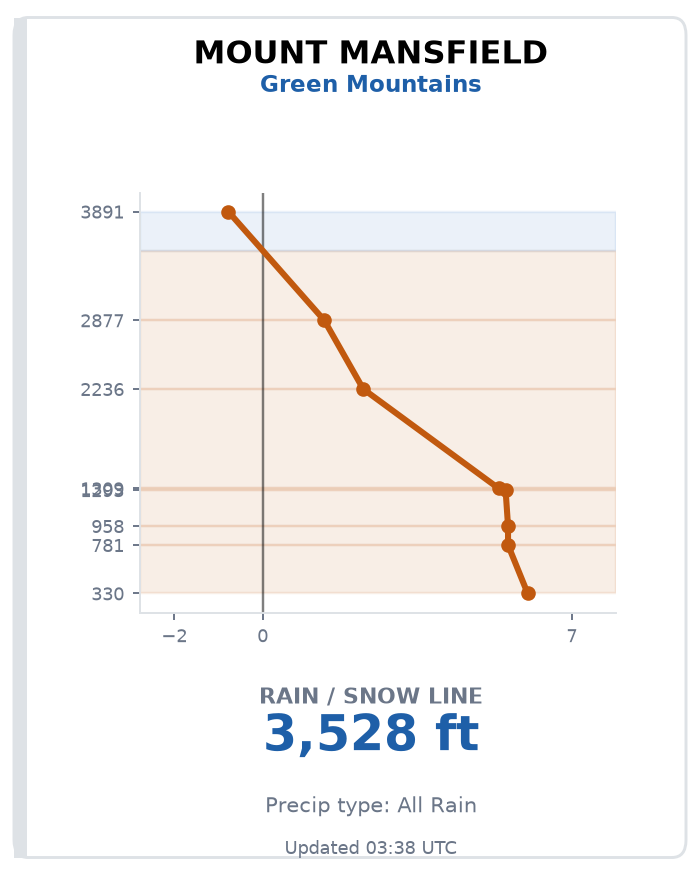 MOUNT MANSFIELD
Green Mountains
3891
2877
2236
958
781
330
−2 0 7
RAIN / SNOW LINE
3,528 ft
Precip type: All Rain
Updated 03:38 UTC